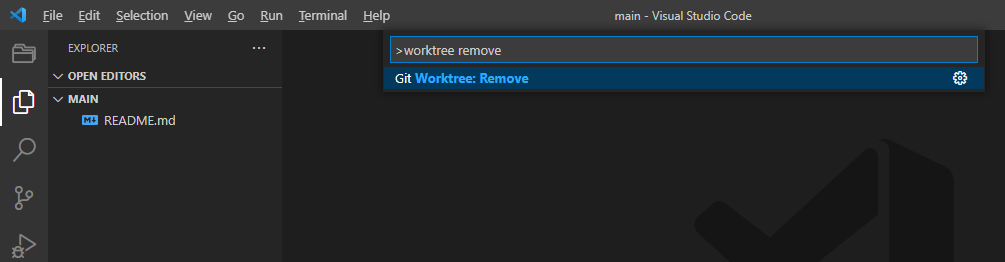 File Edit Selection View Go Run Terminal Help main - Visual Studio Code
EXPLORER ...
>worktree remove
OPEN EDITORS
Git Worktree: Remove
MAIN
README.md